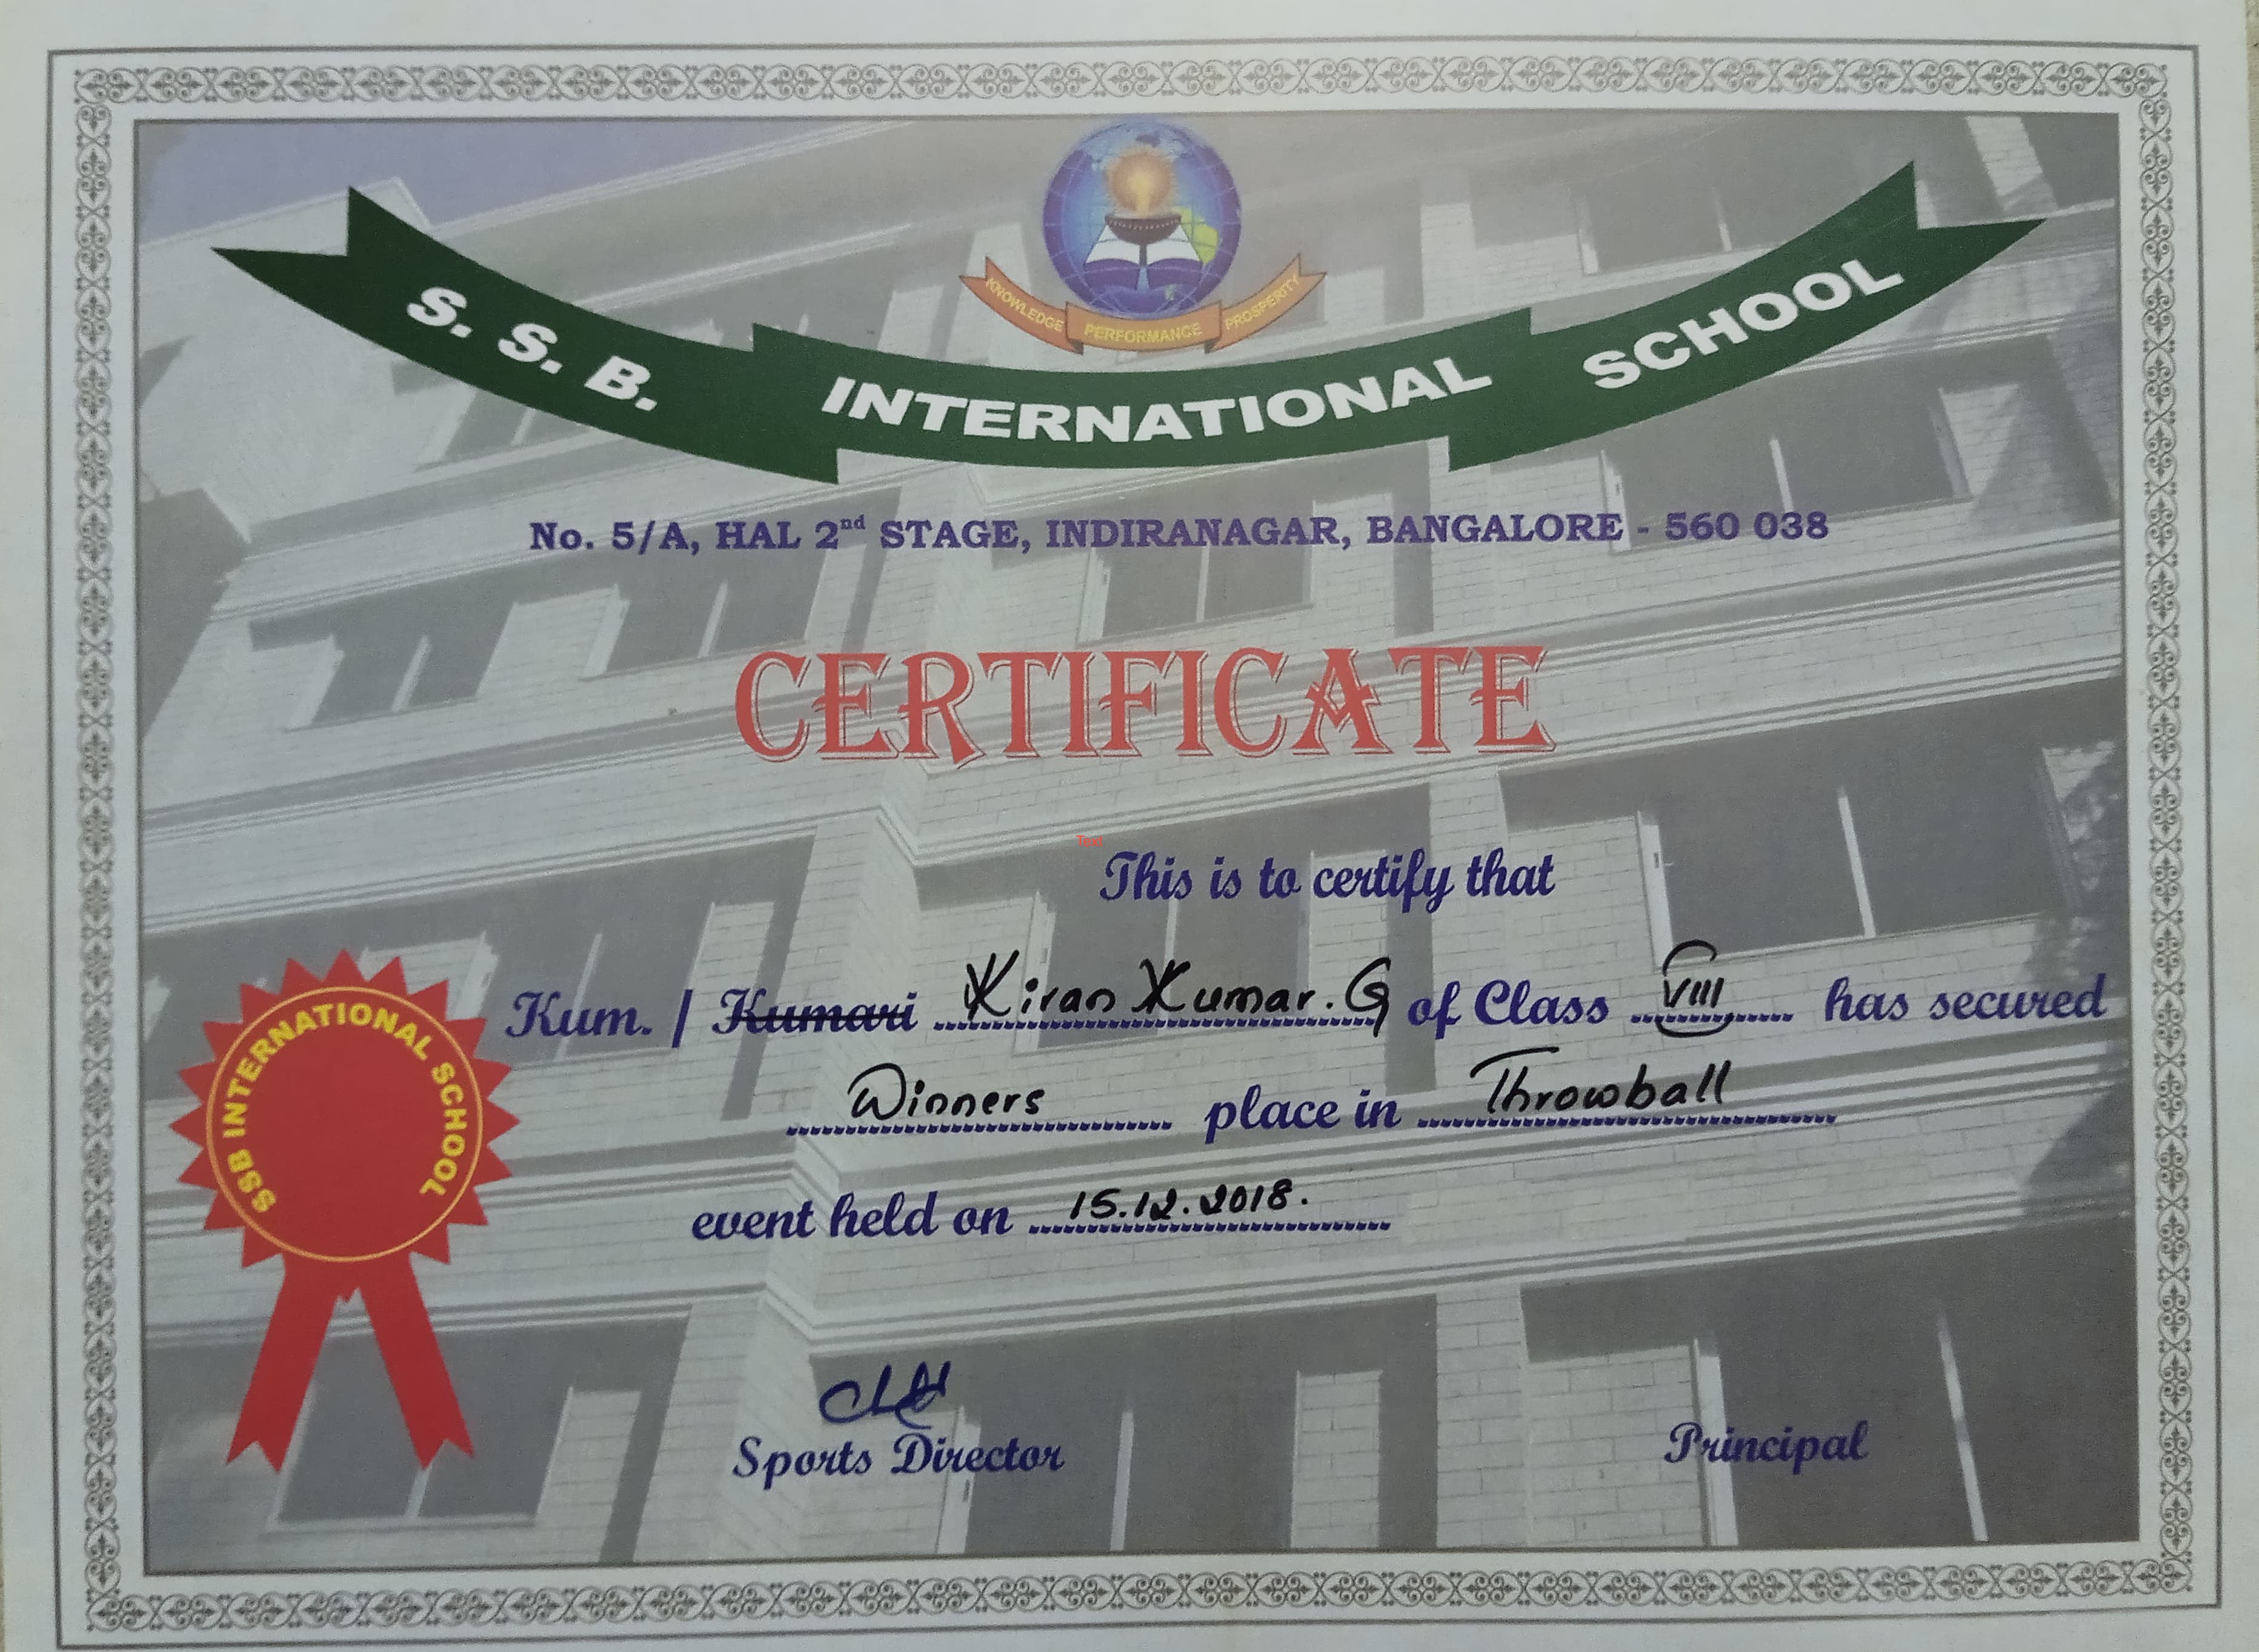 KNOWLEDGE PERFORMANCE PROSPERITY
S. S. B. INTERNATIONAL SCHOOL
No. 5/A, HAL 2nd STAGE, INDIRANAGAR, BANGALORE - 560 038
CERTIFICATE
Text
This is to certify that
Kum. / Kumari Kiran Kumar. G of Class VIII has secured
Winners place in Throwball
event held on 15.12.2018.
SSB INTERNATIONAL SCHOOL
Sports Director
Principal